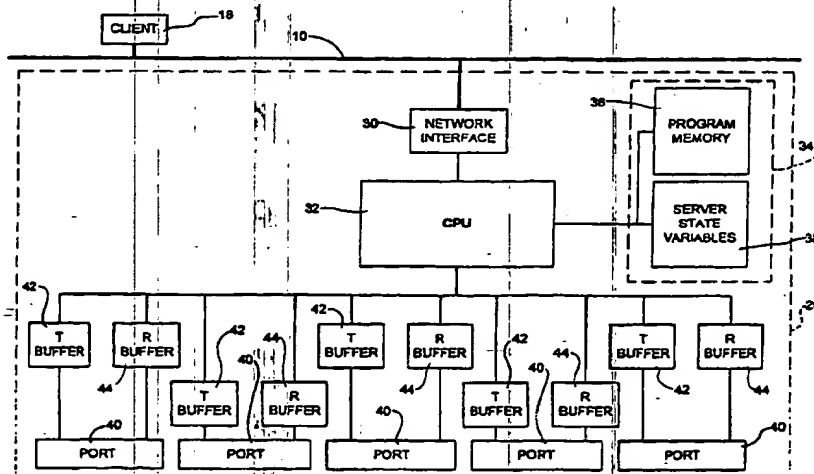 CLIENT
18
10
30
NETWORK
INTERFACE
36
PROGRAM
MEMORY
34
32
CPU
SERVER
STATE
VARIABLES
42
T
BUFFER
R
BUFFER
44
42
T
BUFFER
40
44
R
BUFFER
42
T
BUFFER
R
BUFFER
44
42
T
BUFFER
40
44
R
BUFFER
T
BUFFER
42
R
BUFFER
44
40
PORT
PORT
40
PORT
PORT
PORT
40